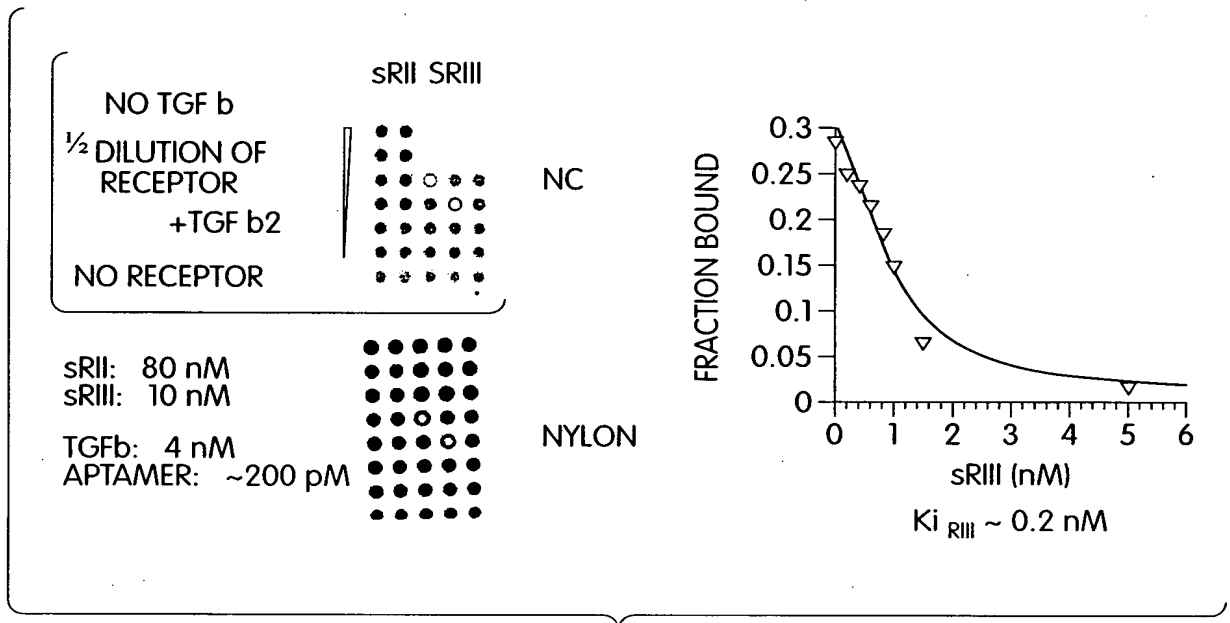 sRII SRIII
NO TGF b
½ DILUTION OF
RECEPTOR
+TGF b2
NO RECEPTOR
NC
sRII: 80 nM
sRIII: 10 nM
TGFb: 4 nM
APTAMER: ~200 pM
NYLON
FRACTION BOUND
0.3
0.25
0.2
0.15
0.1
0.05
0
0 1 2 3 4 5 6
sRIII (nM)
Ki RIII ~ 0.2 nM